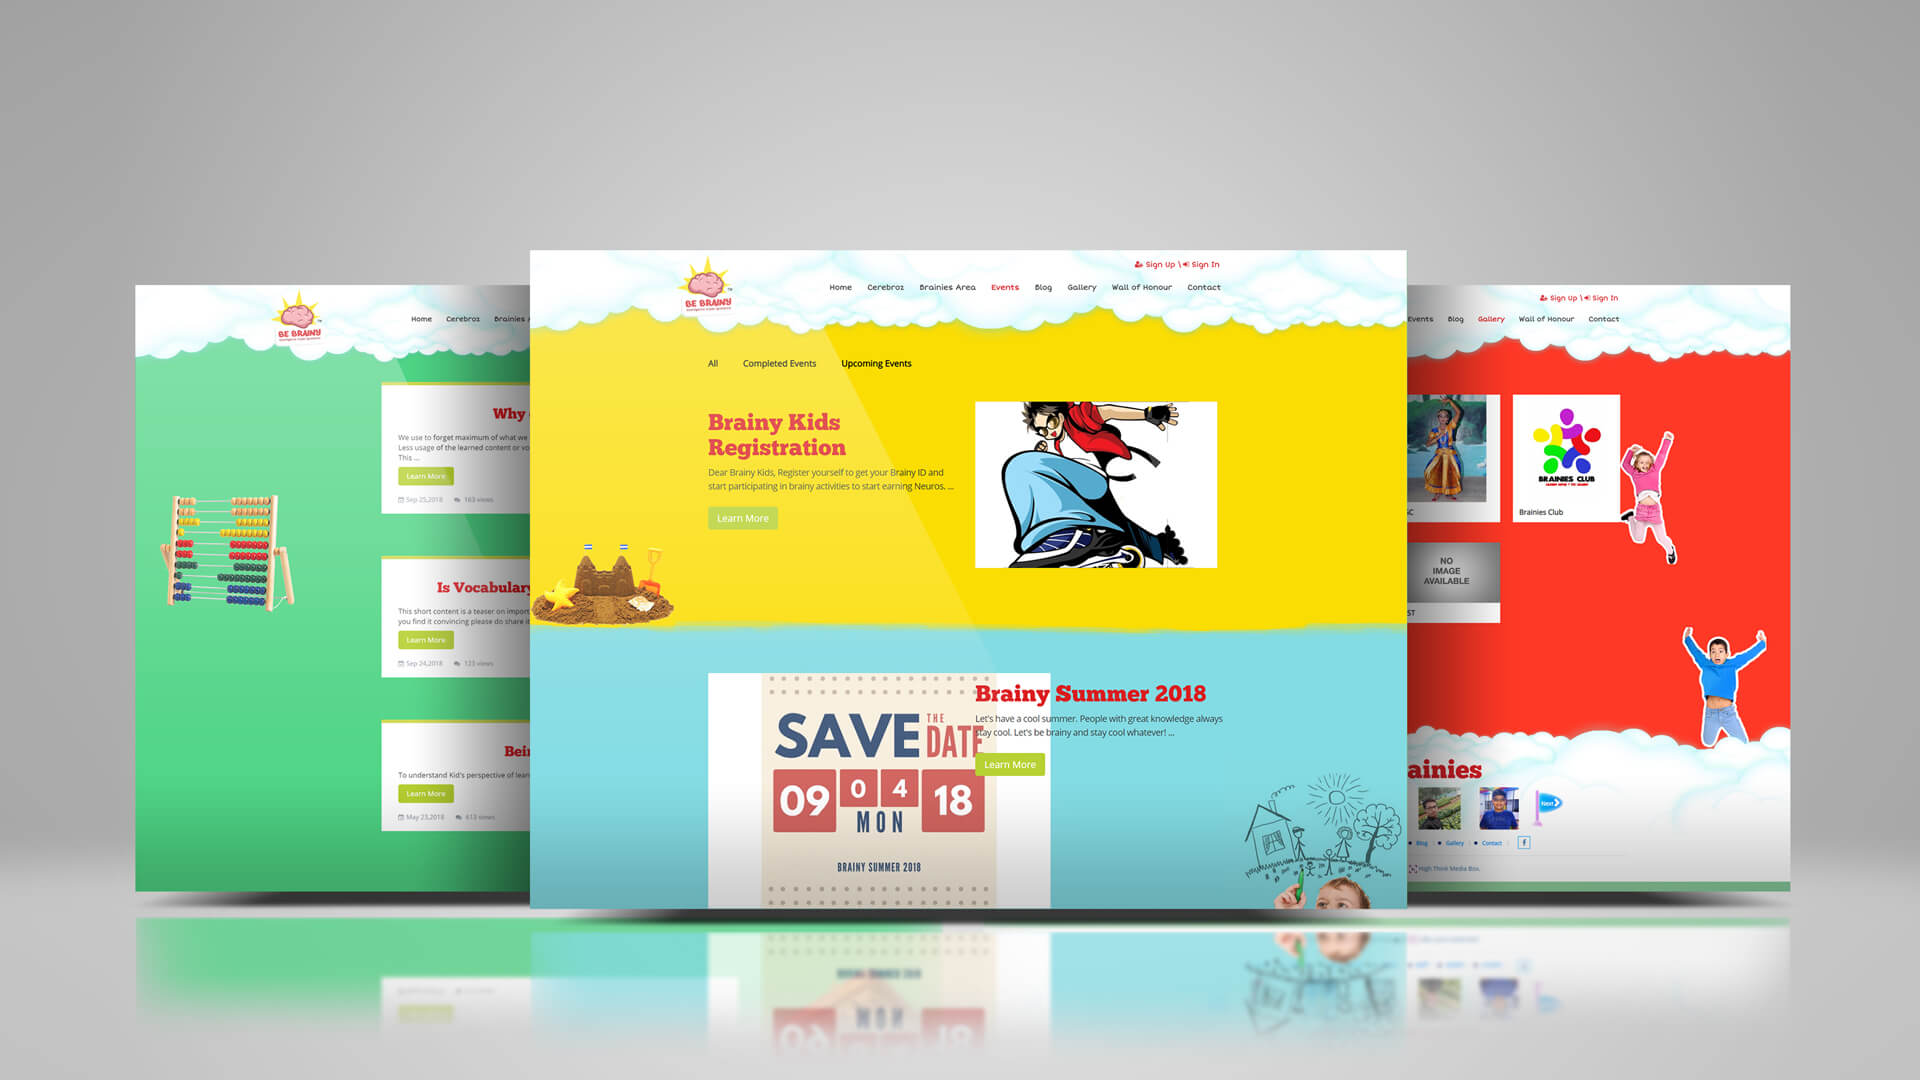 BE BRAINY
Home Cerebroz Brainies
Why
We use to forget maximum of what we
Less usage of the learned content or
This ...
Learn More
Sep 25,2018 163 views
Is Vocabulary
This short content is a teaser on
you find it convincing please do share
Learn More
Sep 24,2018 123 views
To understand Kid's perspective of
Learn More
May 23,2018 613 views
Sign Up \ Sign In
BE BRAINY
Home Cerebroz Brainies Area Events Blog Gallery Wall of Honour Contact
All Completed Events Upcoming Events
Brainy Kids
Registration
Dear Brainy Kids, Register yourself to get your Brainy ID and
start participating in brainy activities to start earning Neuros. ...
Learn More
SAVE THE
DATE
09 0 4 18
MON
BRAINY SUMMER 2018
Brainy Summer 2018
Let's have a cool summer. People with great knowledge always
stay cool. Let's be brainy and stay cool whatever! ...
Learn More
Sign Up \ Sign In
Events Blog Gallery Wall of Honour Contact
BRAINIES CLUB
Brainies Club
NO
IMAGE
AVAILABLE
ST
ainies
Next
Blog Gallery Contact
High Think Media Box.